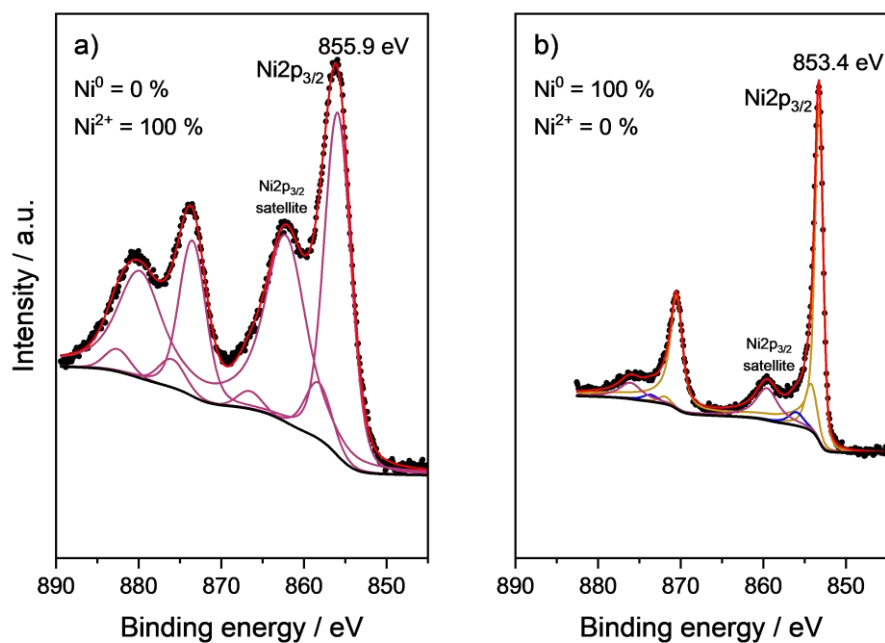 a)
855.9 eV
Ni2p₃/₂
Ni⁰ = 0 %
Ni²⁺ = 100 %
Ni2p₃/₂
satellite
Intensity / a.u.
890
880
870
860
850
Binding energy / eV
b)
853.4 eV
Ni⁰ = 100 %
Ni2p₃/₂
Ni²⁺ = 0 %
Ni2p₃/₂
satellite
890
880
870
860
850
Binding energy / eV